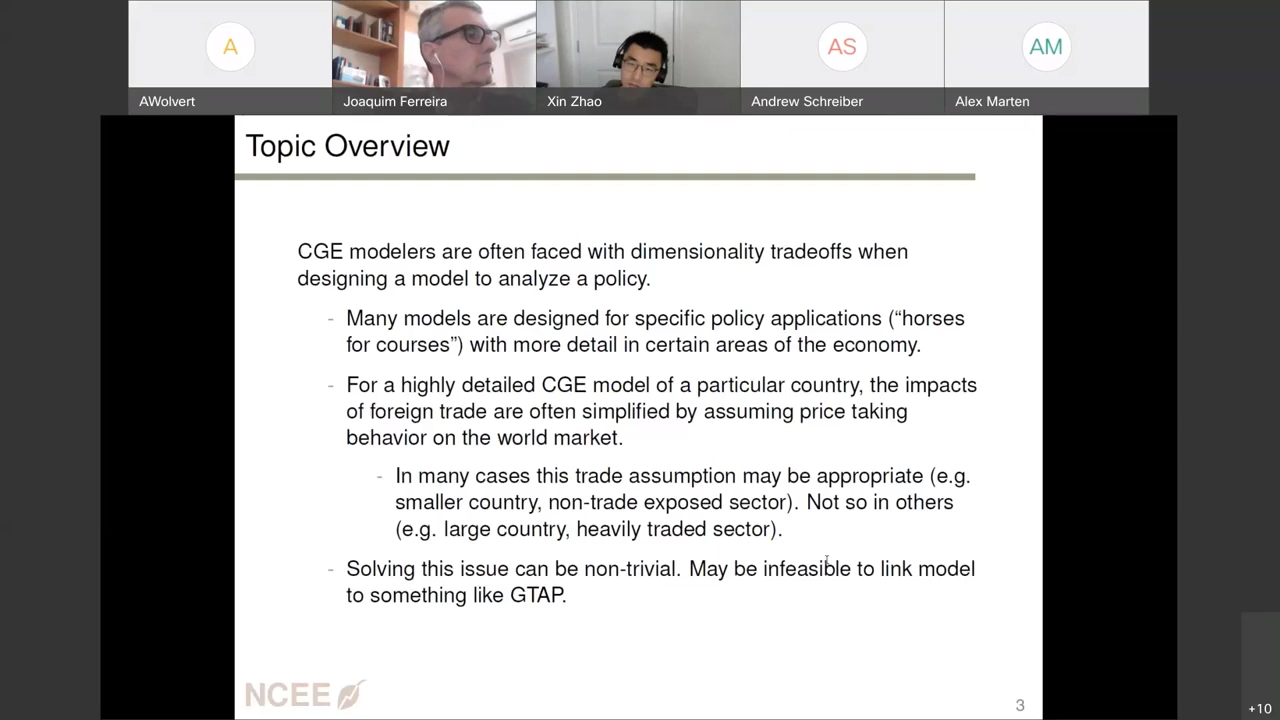 A
AS
AM
AWolvert
Joaquim Ferreira
Xin Zhao
Andrew Schreiber
Alex Marten
Topic Overview
CGE modelers are often faced with dimensionality tradeoffs when
designing a model to analyze a policy.
- Many models are designed for specific policy applications (“horses
for courses”) with more detail in certain areas of the economy.
- For a highly detailed CGE model of a particular country, the impacts
of foreign trade are often simplified by assuming price taking
behavior on the world market.
- In many cases this trade assumption may be appropriate (e.g.
smaller country, non-trade exposed sector). Not so in others
(e.g. large country, heavily traded sector).
- Solving this issue can be non-trivial. May be infeasible to link model
to something like GTAP.
NCEE
3
+10